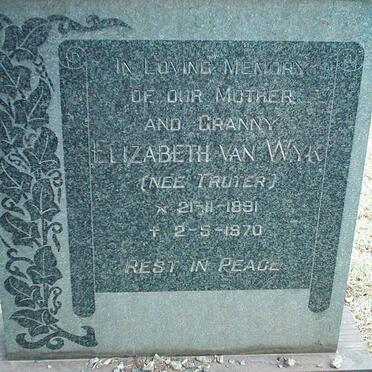 In Loving Memory
of our Mother
and Granny
Elizabeth van Wyk
(nee Truter)
* 21-11-1891
† 2-5-1970
Rest in Peace